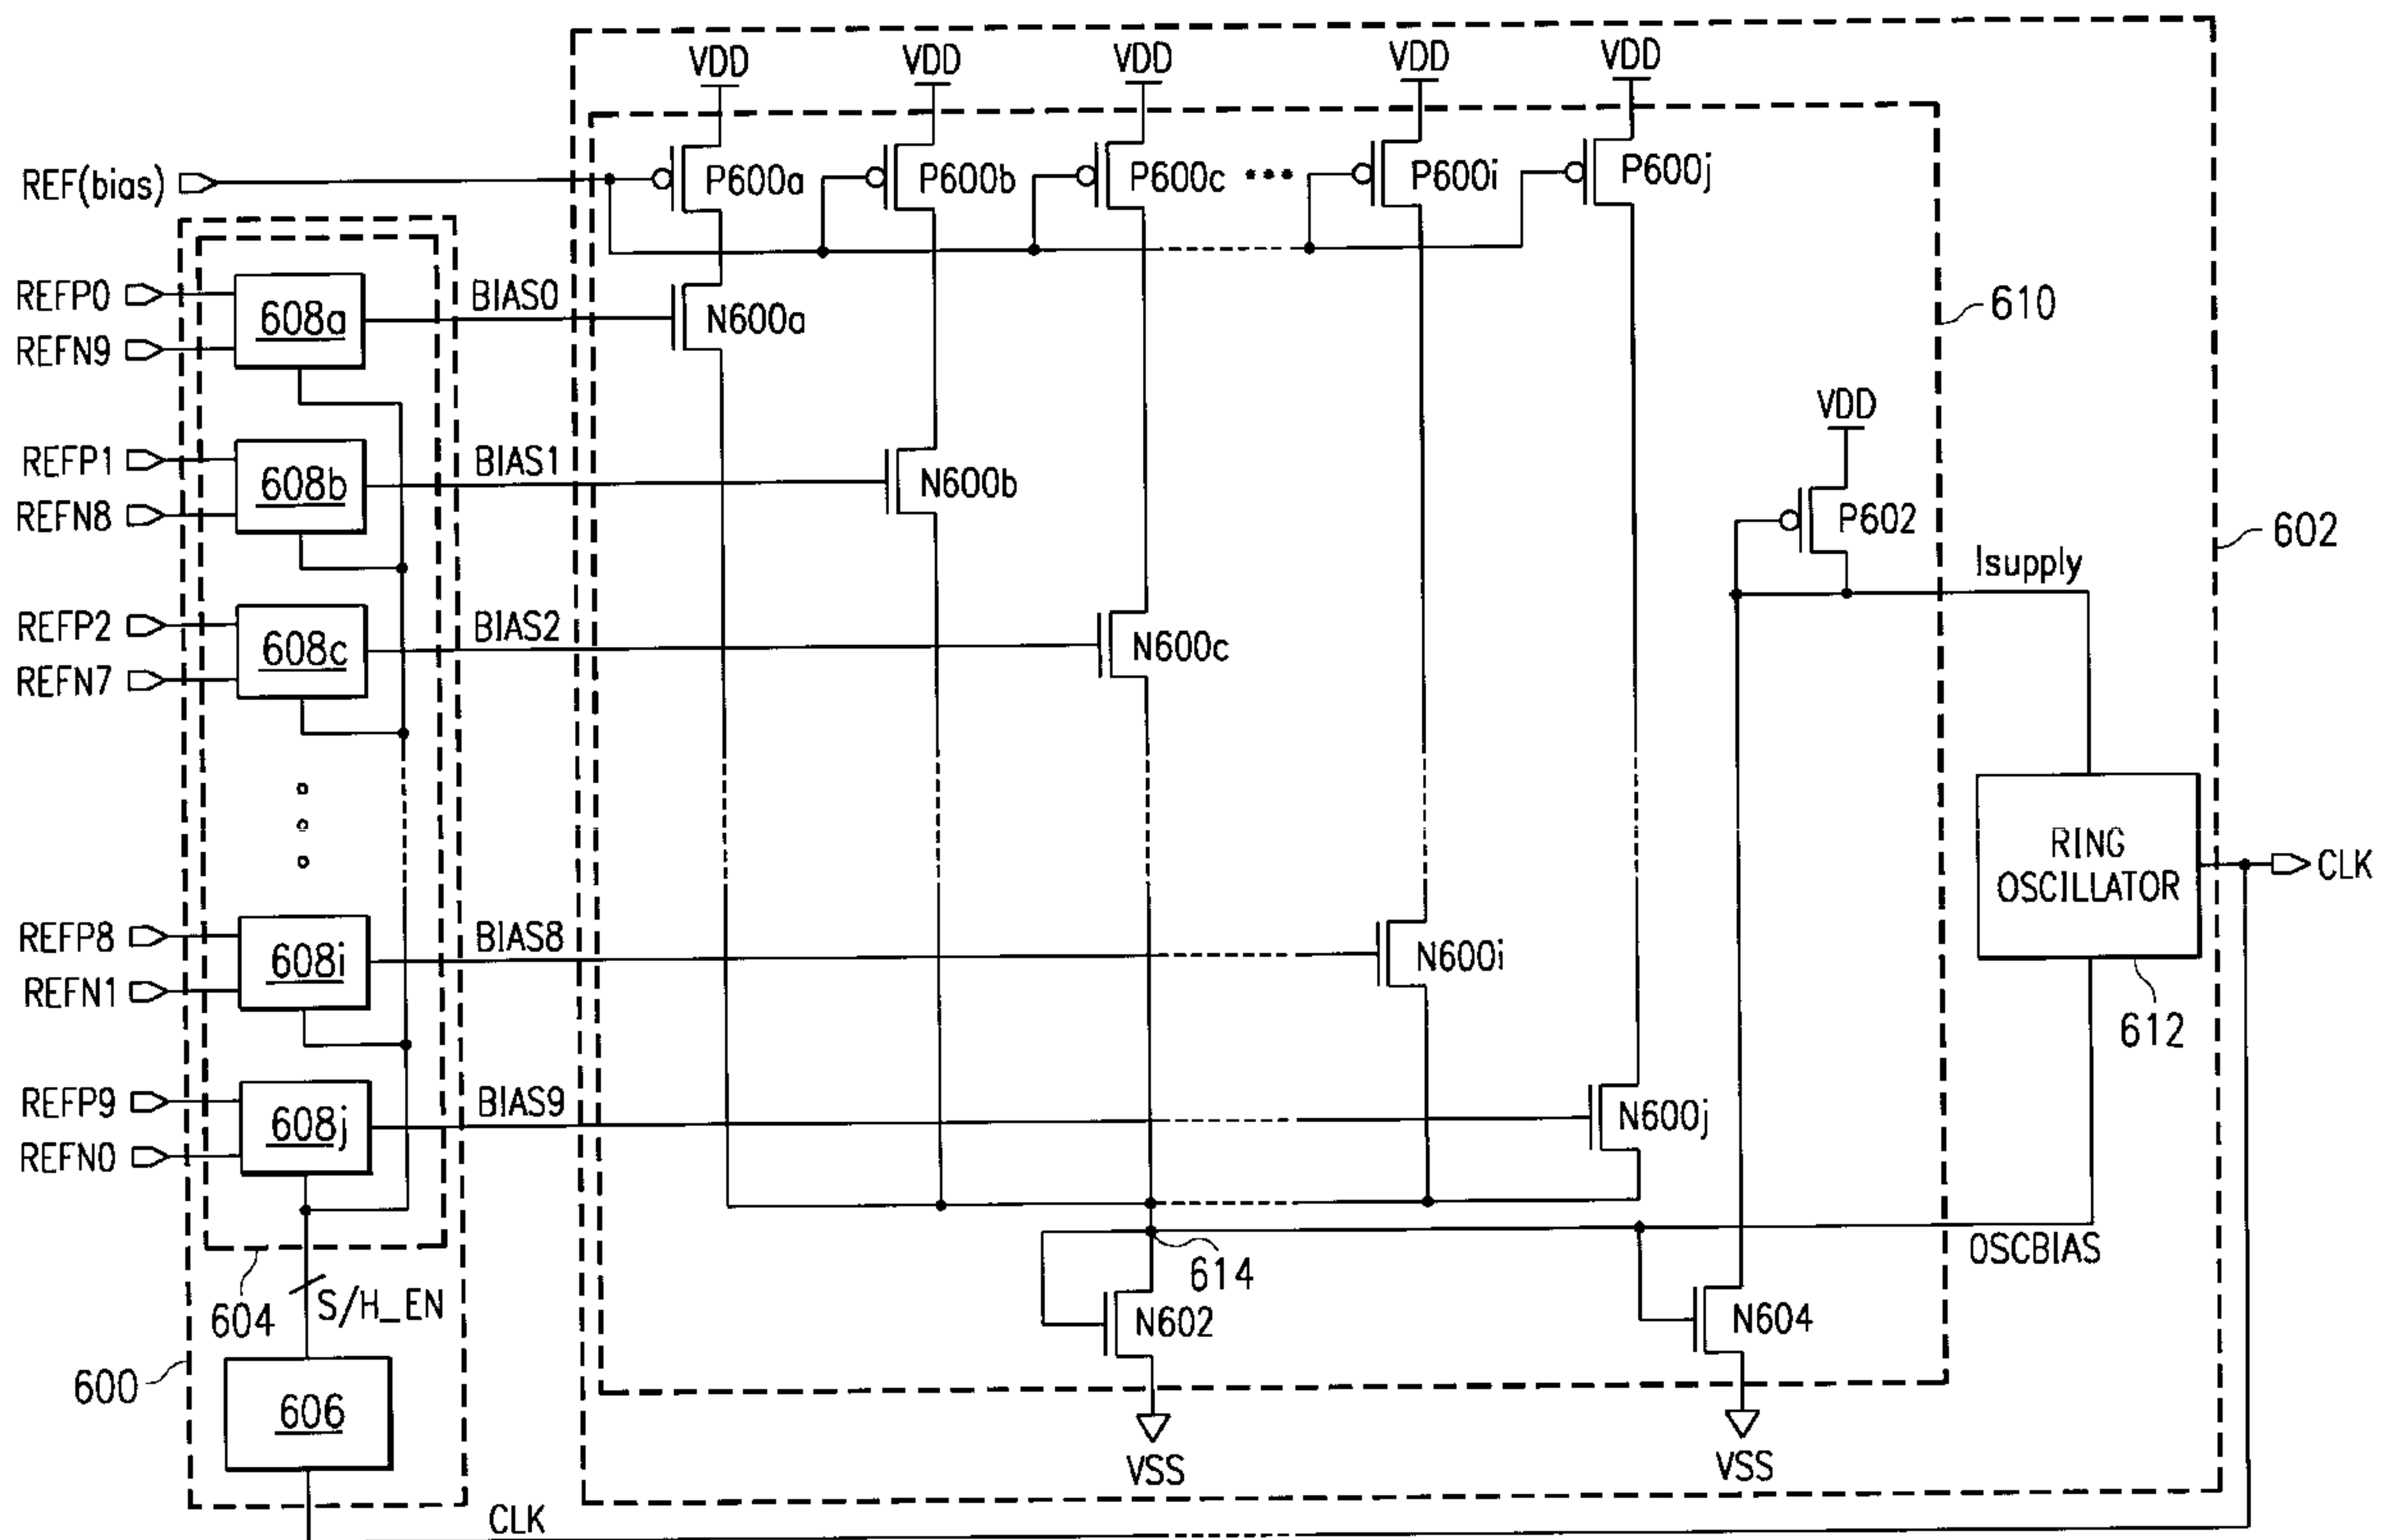 VDD VDD VDD VDD VDD
REF(bias) P600a P600b P600c ••• P600i P600j
REFP0 608a BIAS0 N600a 610
REFN9
VDD
REFP1 608b BIAS1 N600b
REFN8 P602 602
Isupply
REFP2 608c BIAS2 N600c
REFN7
RING
OSCILLATOR CLK
REFP8 608i BIAS8 N600i
REFN1 612
REFP9 608j BIAS9 N600j
REFN0
OSCBIAS
614
604 S/H_EN N602 N604
600
606
VSS VSS
CLK